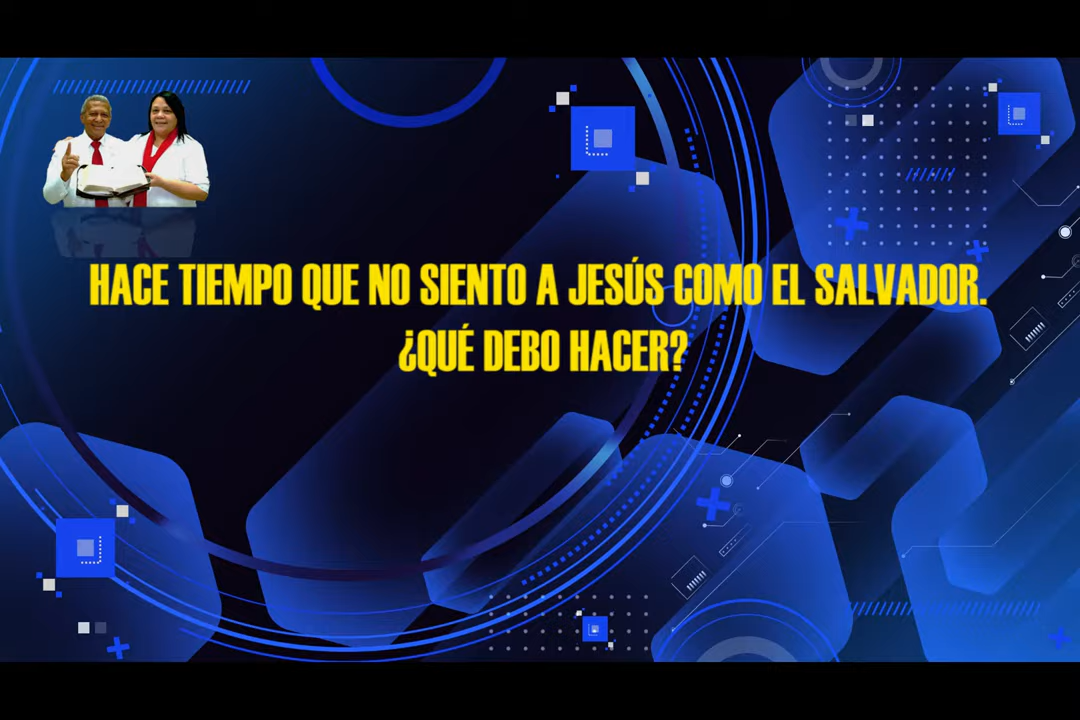 HACE TIEMPO QUE NO SIENTO A JESÚS COMO EL SALVADOR.
¿QUÉ DEBO HACER?